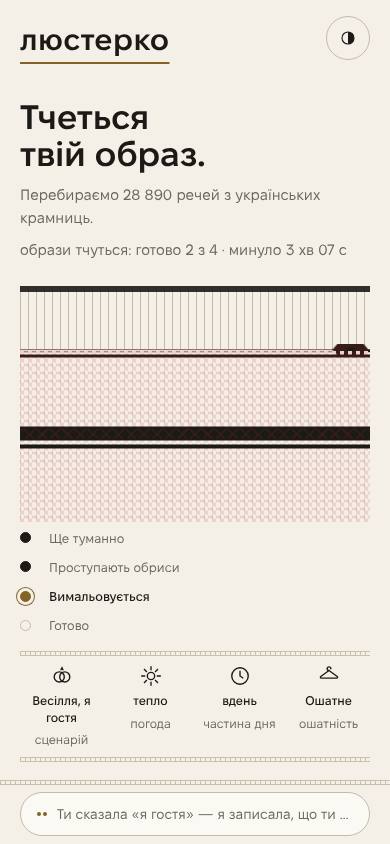 люстерко
Тчеться
твій образ.
Перебираємо 28 890 речей з українських
крамниць.
образи тчуться: готово 2 з 4 · минуло 3 хв 07 с
Ще туманно
Проступають обриси
Вимальовується
Готово
Весілля, я
гостя
сценарій
тепло
погода
вдень
частина дня
Ошатне
ошатність
Ти сказала «я гостя» — я записала, що ти ...